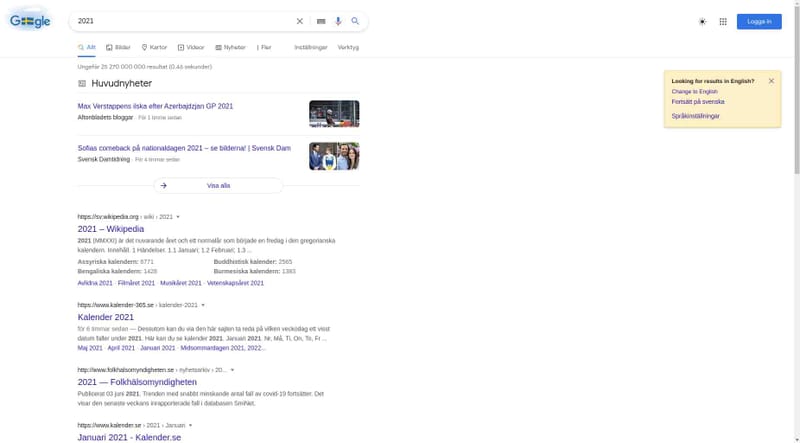 Google
2021
Logga in
Allt Bilder Kartor Videor Nyheter Fler Inställningar Verktyg
Ungefär 25 270 000 000 resultat (0,44 sekunder)
Huvudnyheter
Max Verstappens ilska efter Azerbajdzjan GP 2021
Aftonbladets bloggar · För 1 timme sedan
Sofias comeback på nationaldagen 2021 – se bilderna! | Svensk Dam
Svensk Damtidning · För 4 timmar sedan
Visa alla
Looking for results in English?
Change to English
Fortsätt på svenska
Språkinställningar
https://sv.wikipedia.org › wiki › 2021
2021 – Wikipedia
2021 (MMXXI) är det nuvarande året och ett normalår som började en fredag i den gregorianska
kalendern. Innehåll. 1 Händelser. 1.1 Januari; 1.2 Februari; 1.3 ...
Assyriska kalendern: 6771 Buddhistisk kalender: 2565
Bengaliska kalendern: 1428 Burmesiska kalendern: 1383
Avlidna 2021 · Filmåret 2021 · Musikåret 2021 · Vetenskapsåret 2021
https://www.kalender-365.se › kalender-2021
Kalender 2021
för 6 timmar sedan — Dessutom kan du via den här sajten ta reda på vilken veckodag ett visst
datum faller under 2021. Här kan du se kalender 2021. Januari 2021. Nr, Må, Ti, On, To, Fr ...
Maj 2021 · April 2021 · Januari 2021 · Midsommardagen 2021, 2022...
http://www.folkhalsomyndigheten.se › nyhetsarkiv › 20...
2021 — Folkhälsomyndigheten
Publicerat 03 juni 2021. Trenden med snabbt minskande antal fall av covid-19 fortsätter. Det
visar den senaste veckans inrapporterade fall i databasen SmiNet.
https://www.kalender.se › 2021 › Januari
Januari 2021 - Kalender.se